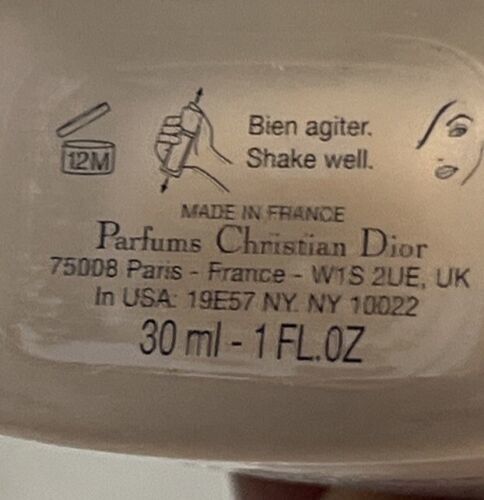 12M
Bien agiter.
Shake well.
MADE IN FRANCE
Parfums Christian Dior
75008 Paris - France - W1S 2UE, UK
In USA: 19E57 NY. NY 10022
30 ml - 1 FL.OZ